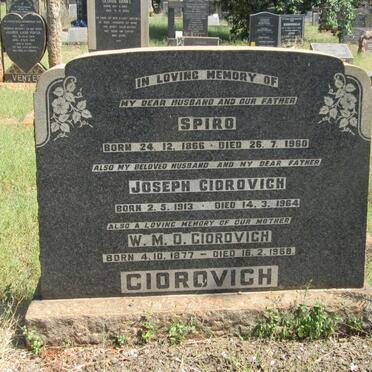 IN LOVING MEMORY OF
MY DEAR HUSBAND AND OUR FATHER
SPIRO
BORN 24.12.1866 - DIED 26.7.1960
ALSO MY BELOVED HUSBAND AND MY DEAR FATHER
JOSEPH CIOROVICH
BORN 2.5.1913 - DIED 14.3.1964
ALSO A LOVING MEMORY OF OUR MOTHER
W.M.O. CIOROVICH
BORN 4.10.1877 - DIED 16.2.1968
CIOROVICH
VENTER